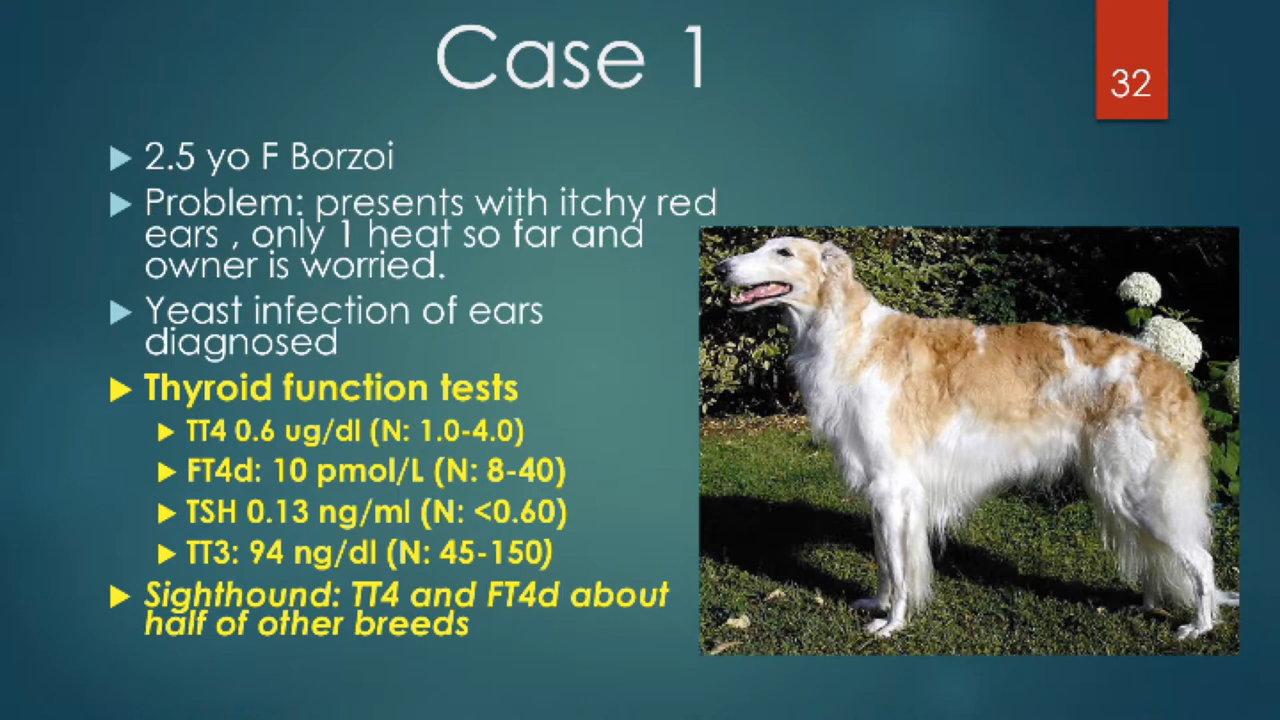 Case 1
32
2.5 yo F Borzoi
Problem: presents with itchy red
ears , only 1 heat so far and
owner is worried.
Yeast infection of ears
diagnosed
Thyroid function tests
TT4 0.6 ug/dl (N: 1.0-4.0)
FT4d: 10 pmol/L (N: 8-40)
TSH 0.13 ng/ml (N: <0.60)
TT3: 94 ng/dl (N: 45-150)
Sighthound: TT4 and FT4d about
half of other breeds